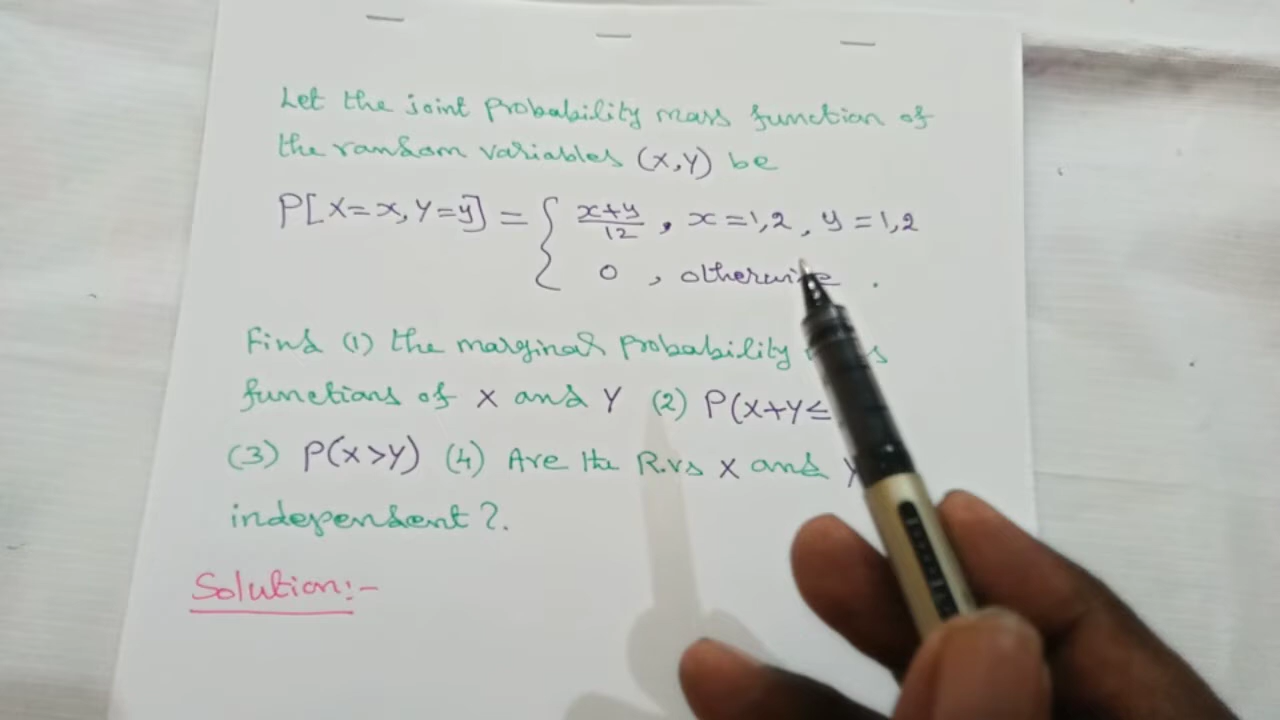 Let the joint probability mass function of
the random variables (X,Y) be
P[X=x, Y=y] = { x+y/12 , x=1,2, y=1,2
0 , otherwise .
Find (1) the marginal probability
functions of X and Y (2) P(X+Y≤
(3) P(X>Y) (4) Are the R.vs X and Y
independent?.
Solution:-